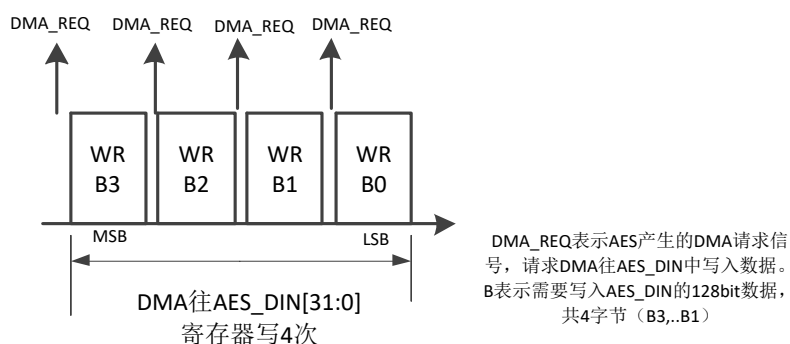 DMA_REQ DMA_REQ DMA_REQ DMA_REQ
WR WR WR WR
B3 B2 B1 B0
MSB LSB
DMA往AES_DIN[31:0]
寄存器写4次
DMA_REQ表示AES产生的DMA请求信
号，请求DMA往AES_DIN中写入数据。
B表示需要写入AES_DIN的128bit数据，
共4字节（B3,..B1）